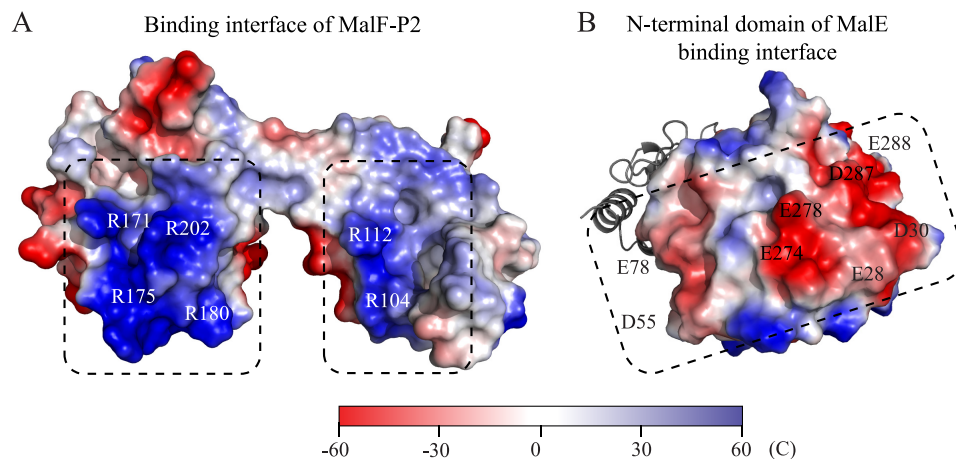 A
Binding interface of MalF-P2
B
N-terminal domain of MalE
binding interface
R171
R202
R175
R180
R112
R104
E288
D287
E278
D30
E274
E28
E78
D55
-60
-30
0
30
60
(C)